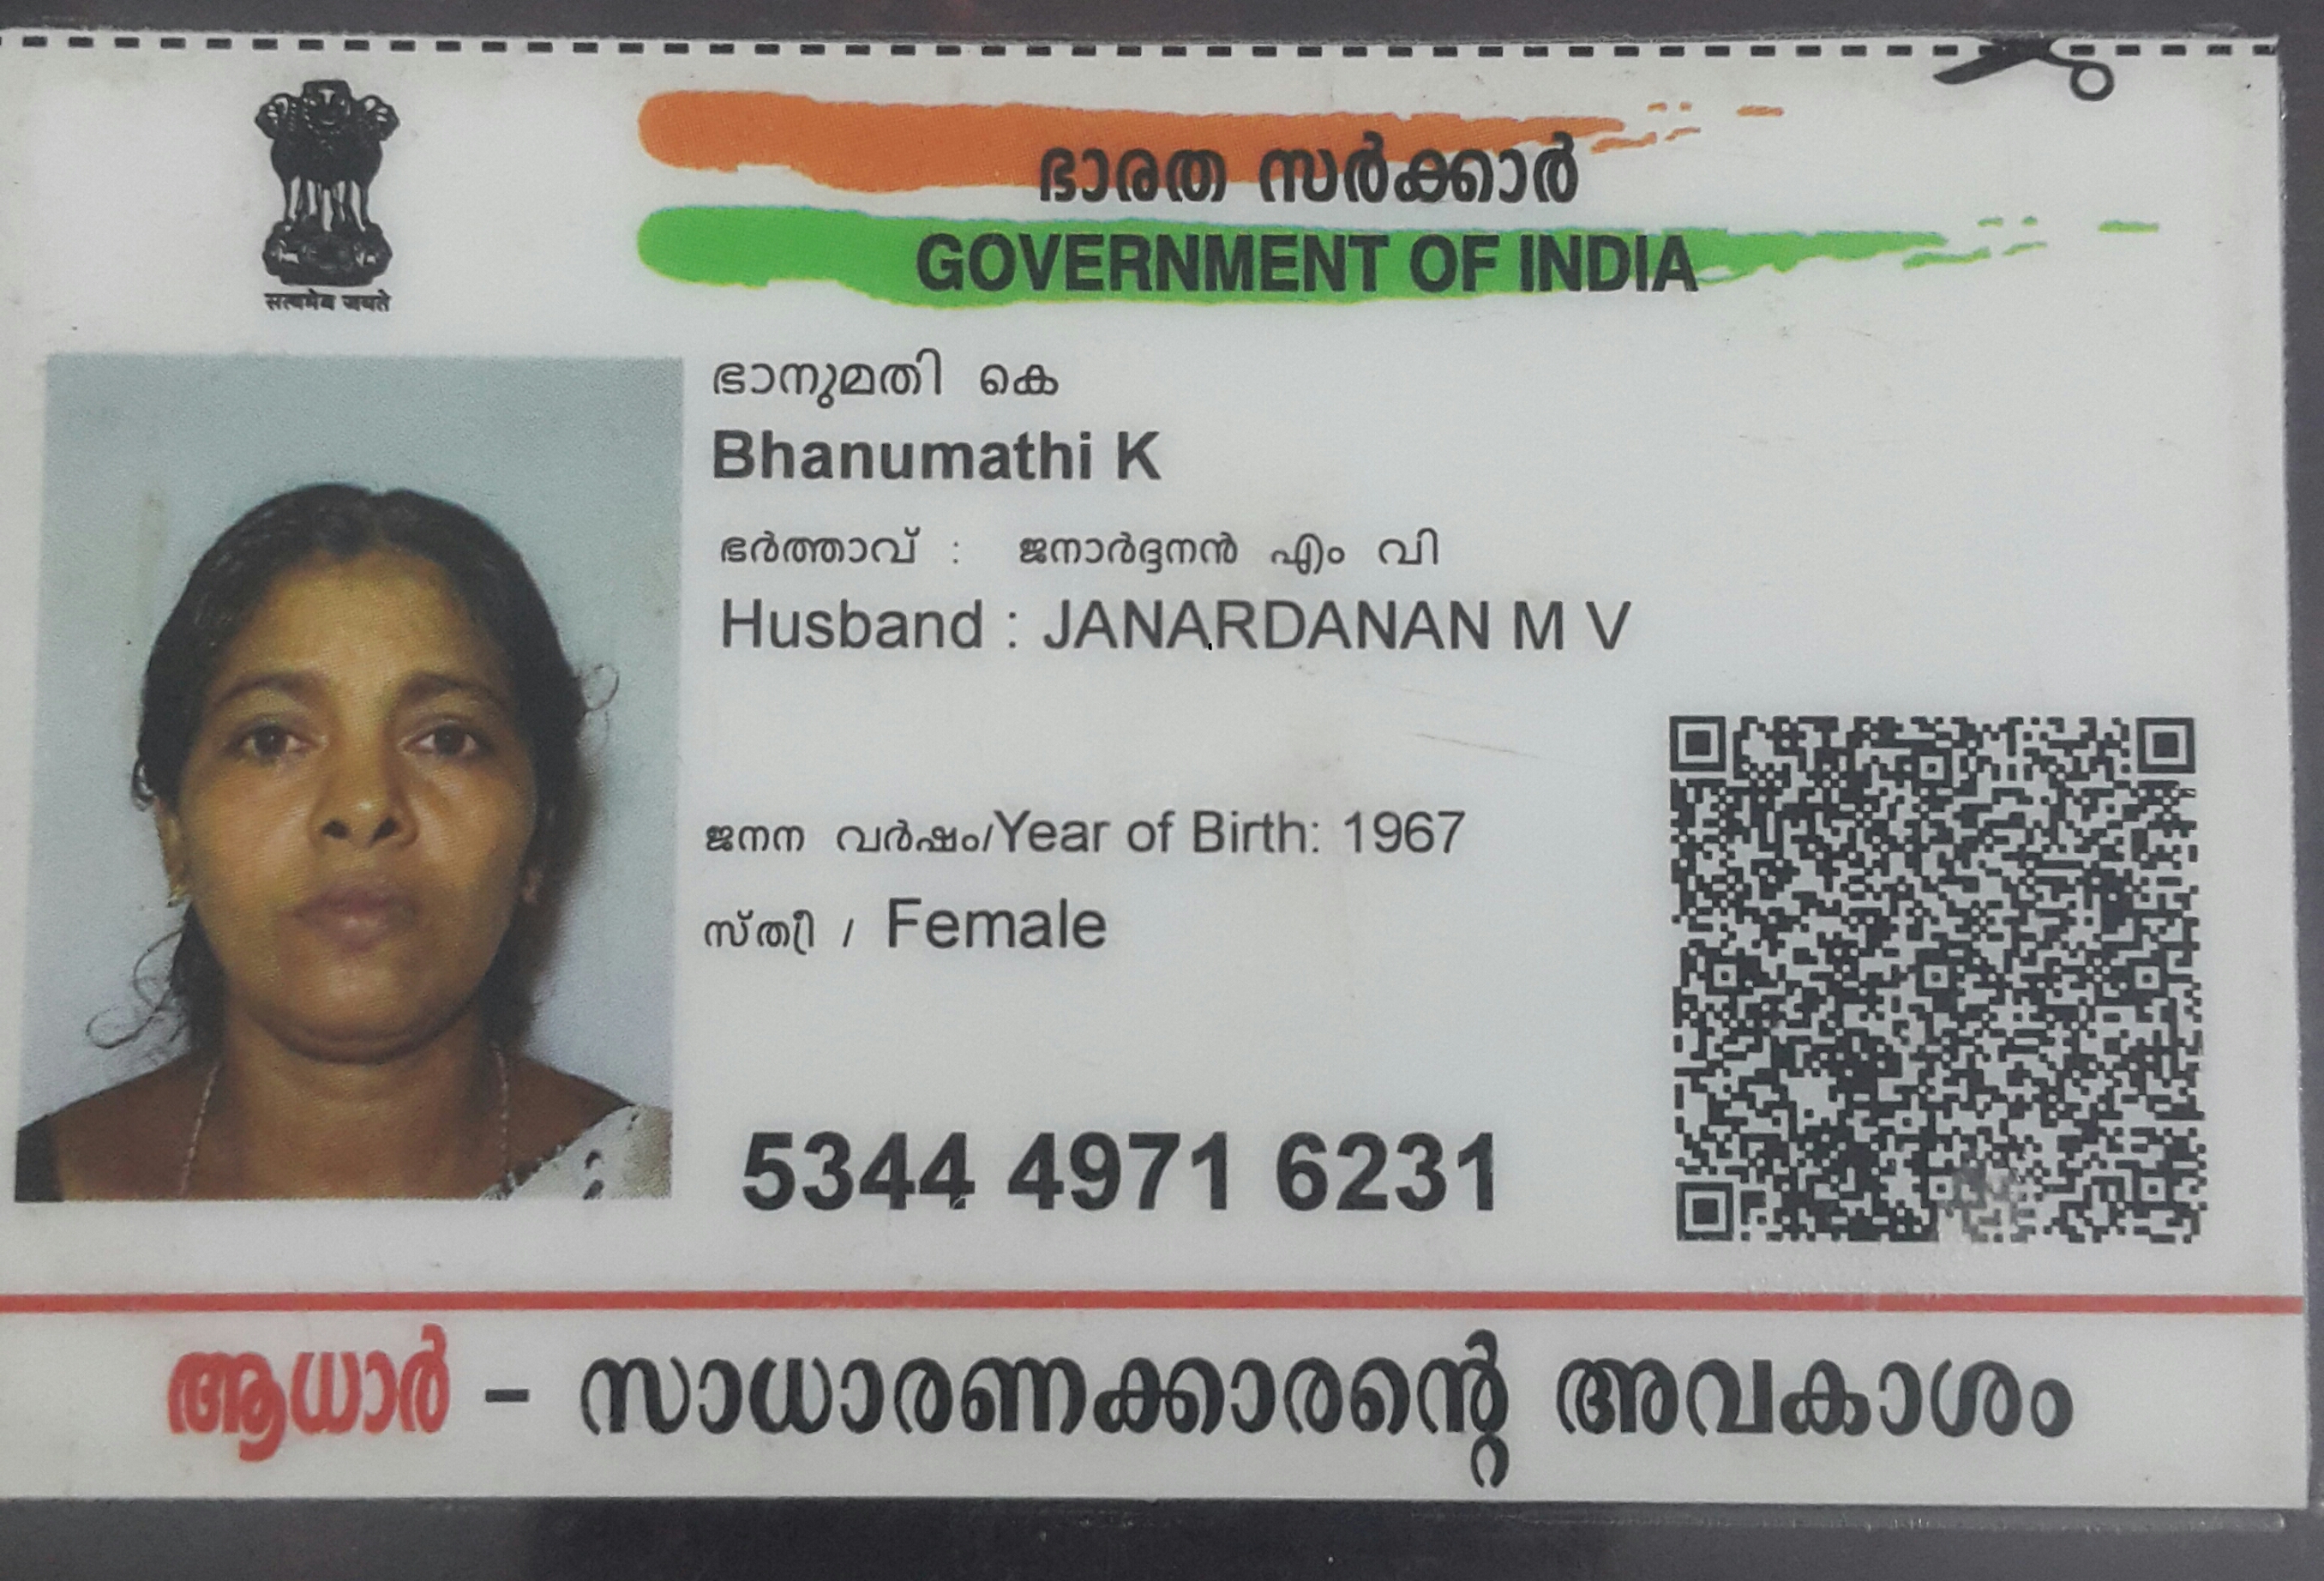 सत्यमेव जयते
ഭാരത സർക്കാർ
GOVERNMENT OF INDIA
ഭാനുമതി കെ
Bhanumathi K
ഭർത്താവ് : ജനാർദ്ദനൻ എം വി
Husband : JANARDANAN M V
ജനന വർഷം/Year of Birth: 1967
സ്ത്രീ / Female
5344 4971 6231
ആധാർ - സാധാരണക്കാരന്റെ അവകാശം